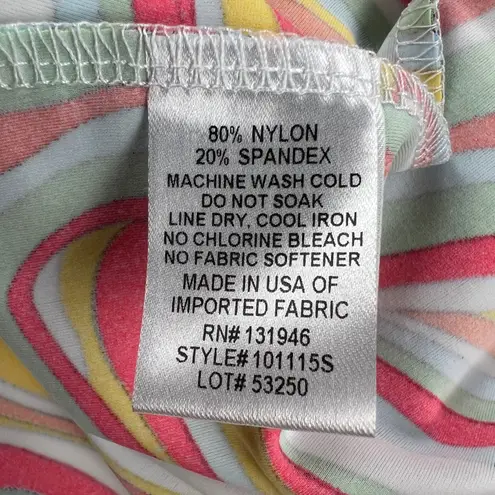 80% NYLON
20% SPANDEX
MACHINE WASH COLD
DO NOT SOAK
LINE DRY, COOL IRON
NO CHLORINE BLEACH
NO FABRIC SOFTENER
MADE IN USA OF
IMPORTED FABRIC
RN# 131946
STYLE#101115S
LOT# 53250